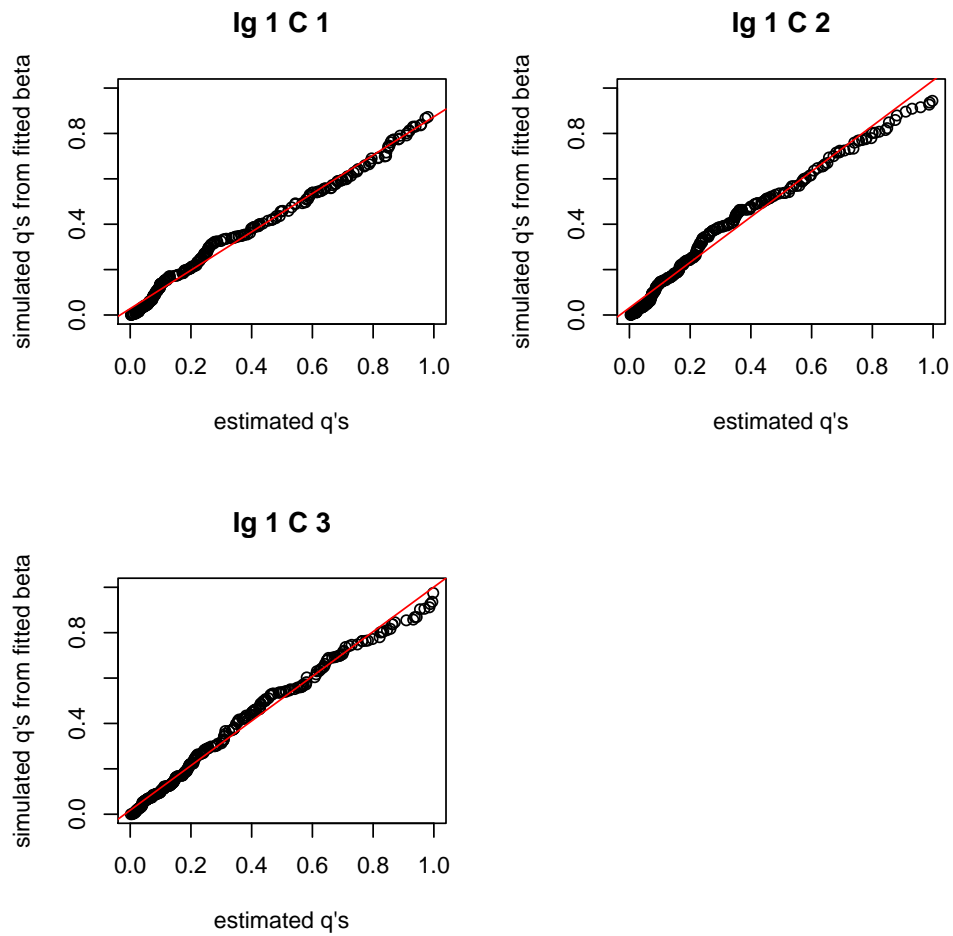 Ig 1 C 1
simulated q's from fitted beta
0.0 0.4 0.8
0.0 0.2 0.4 0.6 0.8 1.0
estimated q's
Ig 1 C 2
simulated q's from fitted beta
0.0 0.4 0.8
0.0 0.2 0.4 0.6 0.8 1.0
estimated q's
Ig 1 C 3
simulated q's from fitted beta
0.0 0.4 0.8
0.0 0.2 0.4 0.6 0.8 1.0
estimated q's